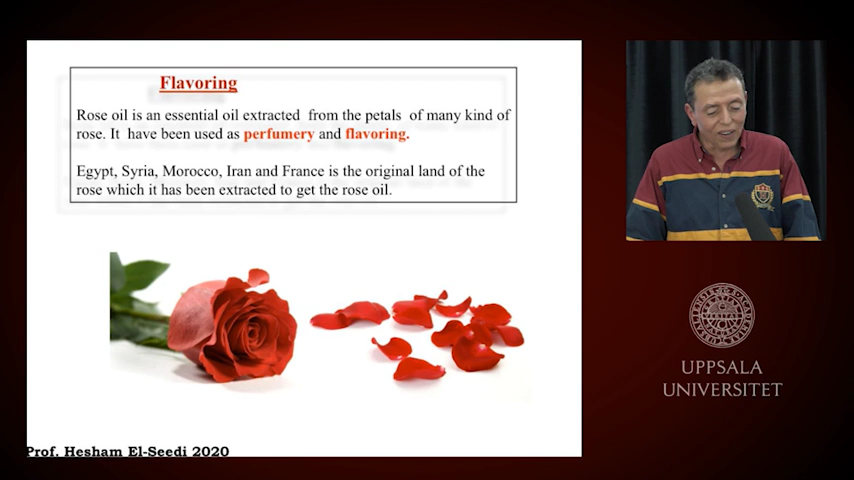 Flavoring
Rose oil is an essential oil extracted from the petals of many kind of
rose. It have been used as perfumery and flavoring.
Egypt, Syria, Morocco, Iran and France is the original land of the
rose which it has been extracted to get the rose oil.
Prof. Hesham El-Seedi 2020
UPPSALA
UNIVERSITET